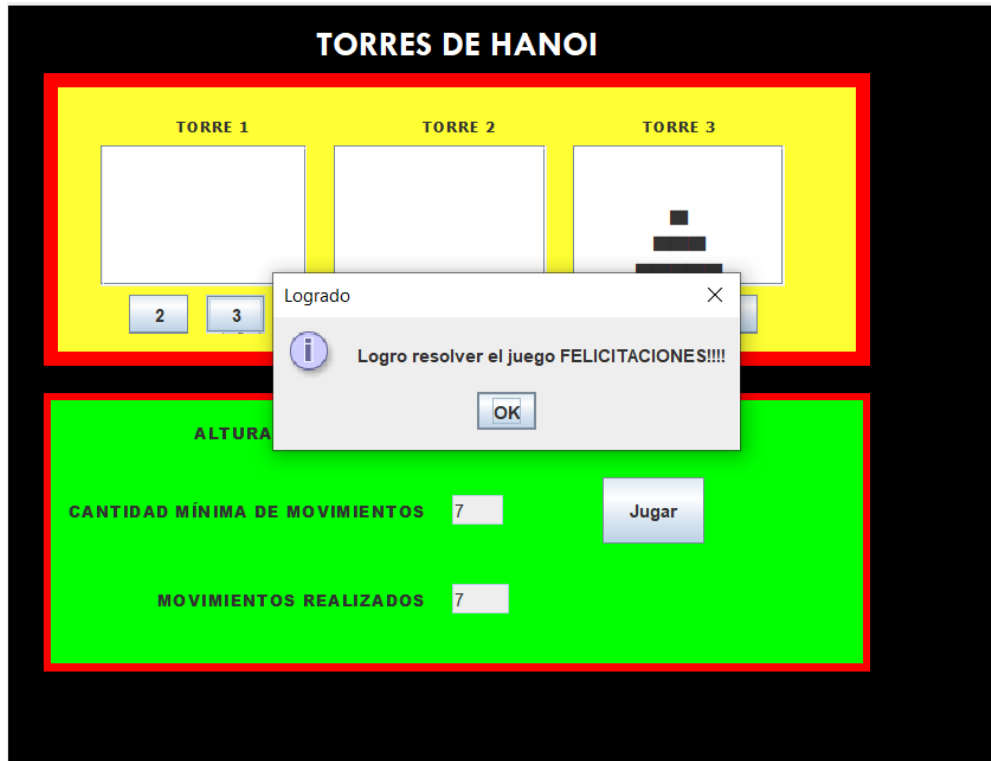 TORRES DE HANOI
TORRE 1 TORRE 2 TORRE 3
2 3
Logrado
Logro resolver el juego FELICITACIONES!!!!
OK
ALTURA
CANTIDAD MÍNIMA DE MOVIMIENTOS 7 Jugar
MOVIMIENTOS REALIZADOS 7